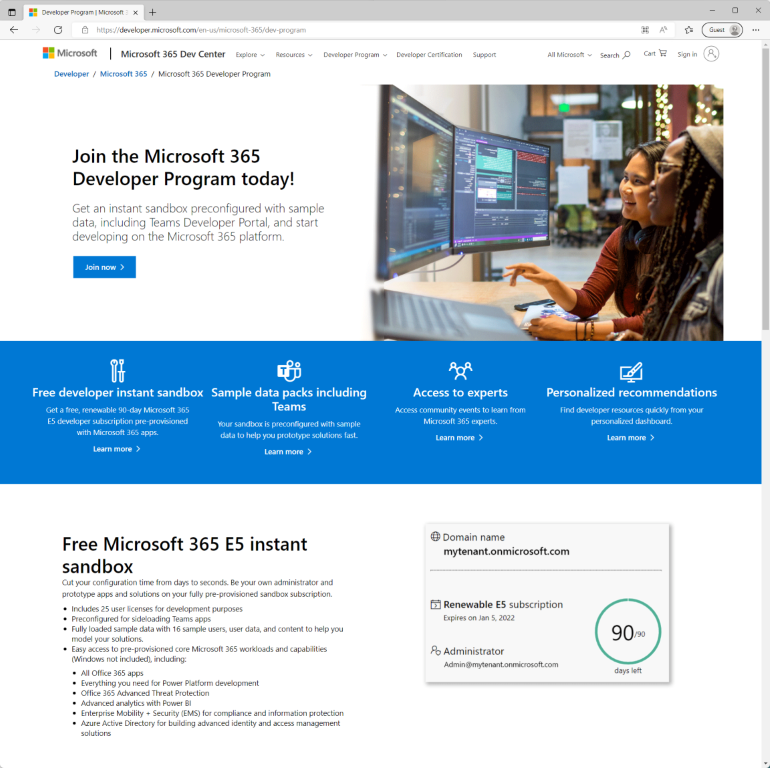 Developer Program | Microsoft 3
https://developer.microsoft.com/en-us/microsoft-365/dev-program
Guest
Microsoft
Microsoft 365 Dev Center
Explore
Resources
Developer Program
Developer Certification
Support
All Microsoft
Search
Cart
Sign in
Developer / Microsoft 365 / Microsoft 365 Developer Program
Join the Microsoft 365
Developer Program today!
Get an instant sandbox preconfigured with sample
data, including Teams Developer Portal, and start
developing on the Microsoft 365 platform.
Join now
Free developer instant sandbox
Get a free, renewable 90-day Microsoft 365
E5 developer subscription pre-provisioned
with Microsoft 365 apps.
Learn more
Sample data packs including
Teams
Your sandbox is preconfigured with sample
data to help you prototype solutions fast.
Learn more
Access to experts
Access community events to learn from
Microsoft 365 experts.
Learn more
Personalized recommendations
Find developer resources quickly from your
personalized dashboard.
Learn more
Free Microsoft 365 E5 instant
sandbox
Cut your configuration time from days to seconds. Be your own administrator and
prototype apps and solutions on your fully pre-provisioned sandbox subscription.
• Includes 25 user licenses for development purposes
• Preconfigured for sideloading Teams apps
• Fully loaded sample data with 16 sample users, user data, and content to help you
model your solutions.
• Easy access to pre-provisioned core Microsoft 365 workloads and capabilities
(Windows not included), including:
• All Office 365 apps
• Everything you need for Power Platform development
• Office 365 Advanced Threat Protection
• Advanced analytics with Power BI
• Enterprise Mobility + Security (EMS) for compliance and information protection
• Azure Active Directory for building advanced identity and access management
solutions
Domain name
mytenant.onmicrosoft.com
Renewable E5 subscription
Expires on Jan 5, 2022
Administrator
Admin@mytenant.onmicrosoft.com
90/90
days left